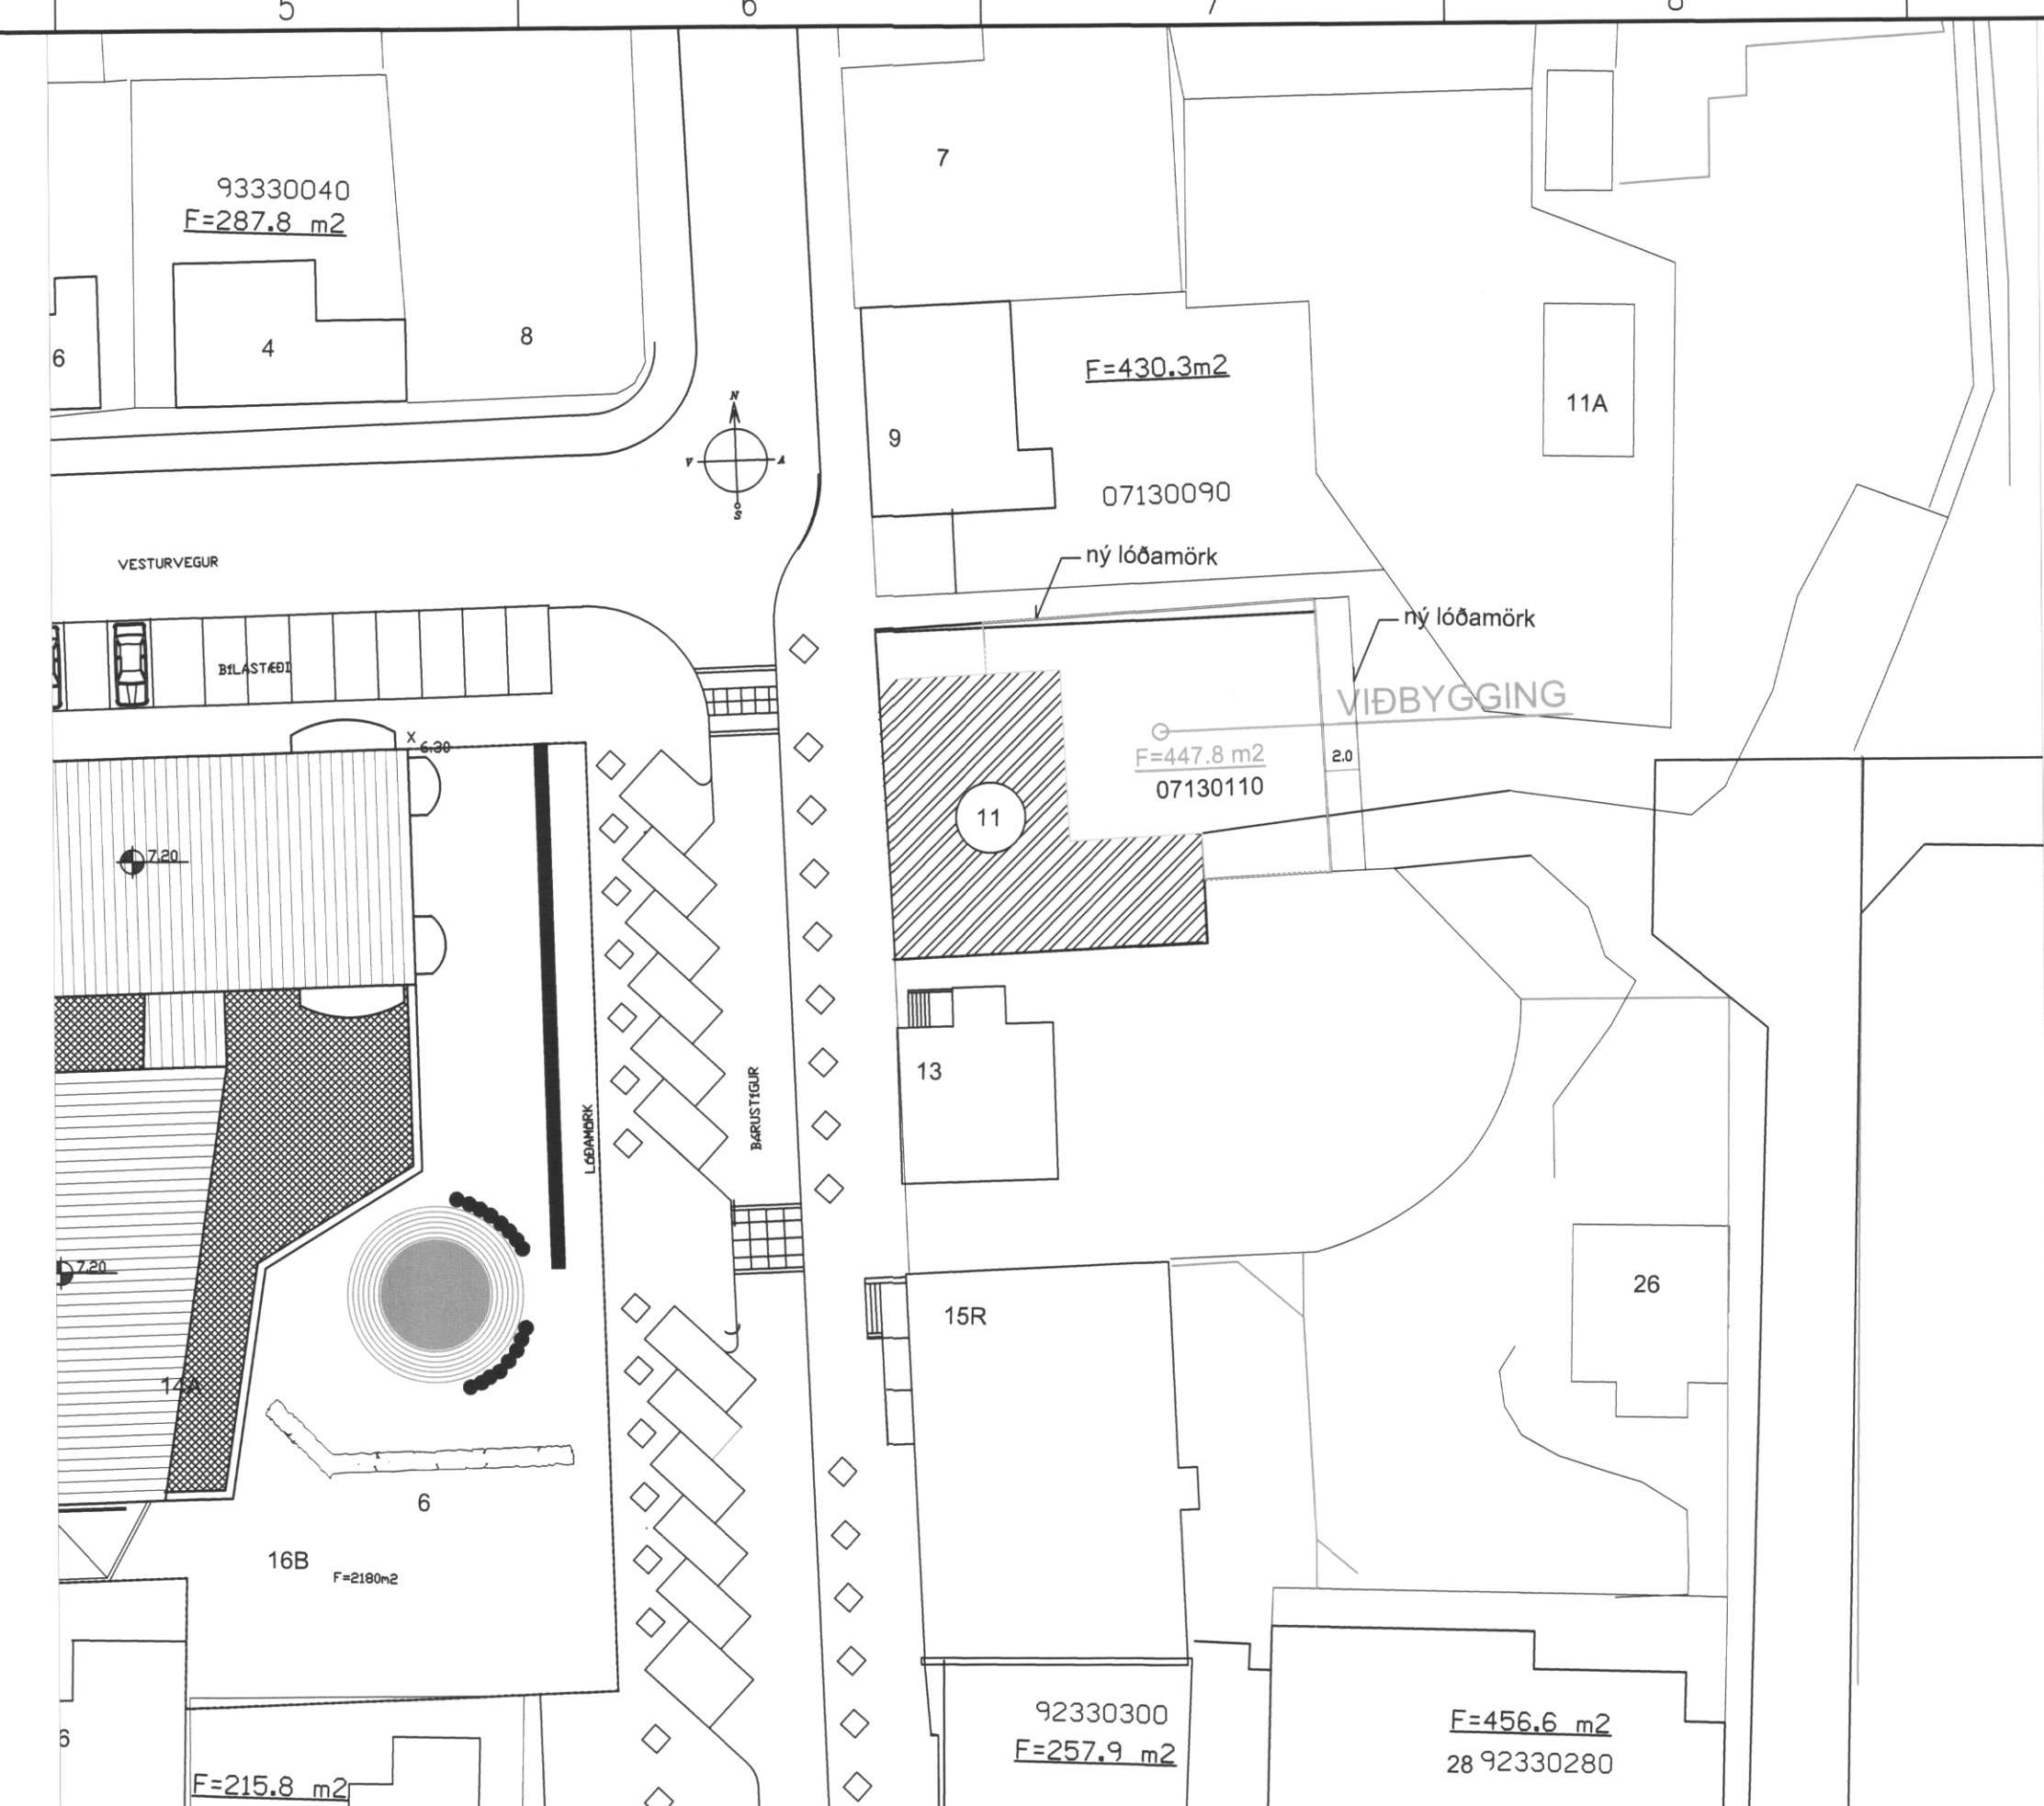 5
6
7
8
93330040
F=287.8 m2
6
4
8
7
9
F=430.3m2
07130090
11A
N
V
A
S
VESTURVEGUR
ný lóðamörk
ný lóðamörk
BÍLASTÆÐI
VIÐBYGGING
F=447.8 m2
07130110
2.0
X
6.30
11
7.20
LÓÐAMÖRK
BÁRUSTÍGUR
13
7.20
14A
26
15R
6
16B
F=2180m2
6
F=215.8 m2
92330300
F=257.9 m2
F=456.6 m2
28 92330280